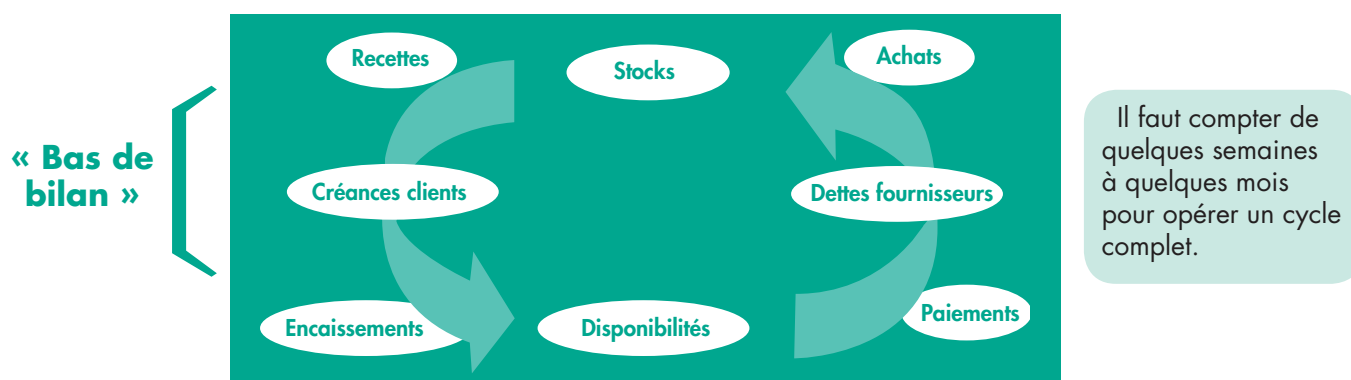 « Bas de
bilan »
Recettes
Stocks
Achats
Créances clients
Dettes fournisseurs
Encaissements
Disponibilités
Paiements
Il faut compter de
quelques semaines
à quelques mois
pour opérer un cycle
complet.